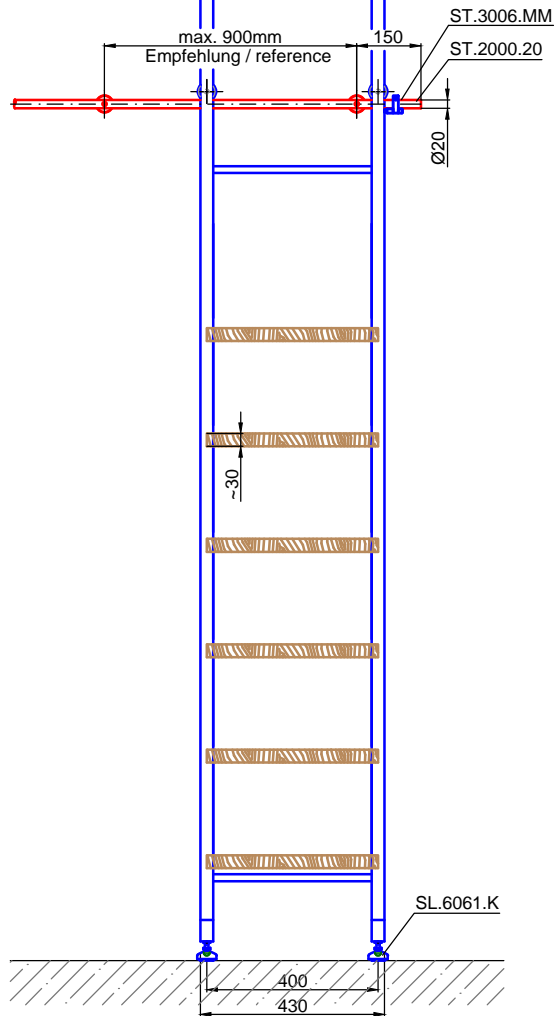 max. 900mm
150
Empfehlung / reference
ST.3006.MM
ST.2000.20
Ø20
~30
SL.6061.K
400
430